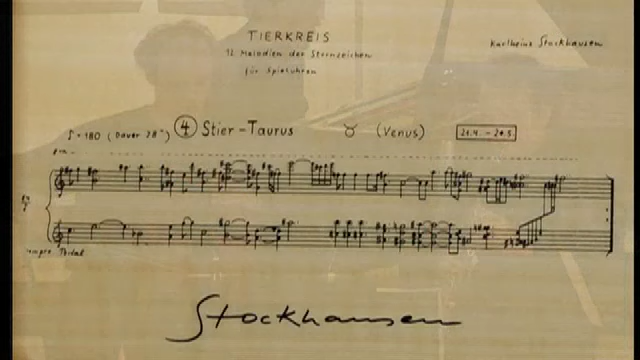 TIERKREIS
12 Melodien der Sternzeichen
für Spieluhren
Karlheinz Stockhausen
♪ = 180 (Dauer 28") ④ Stier - Taurus ♉ (Venus) 21.4. - 20.5.
sempre Pedal
Stockhausen